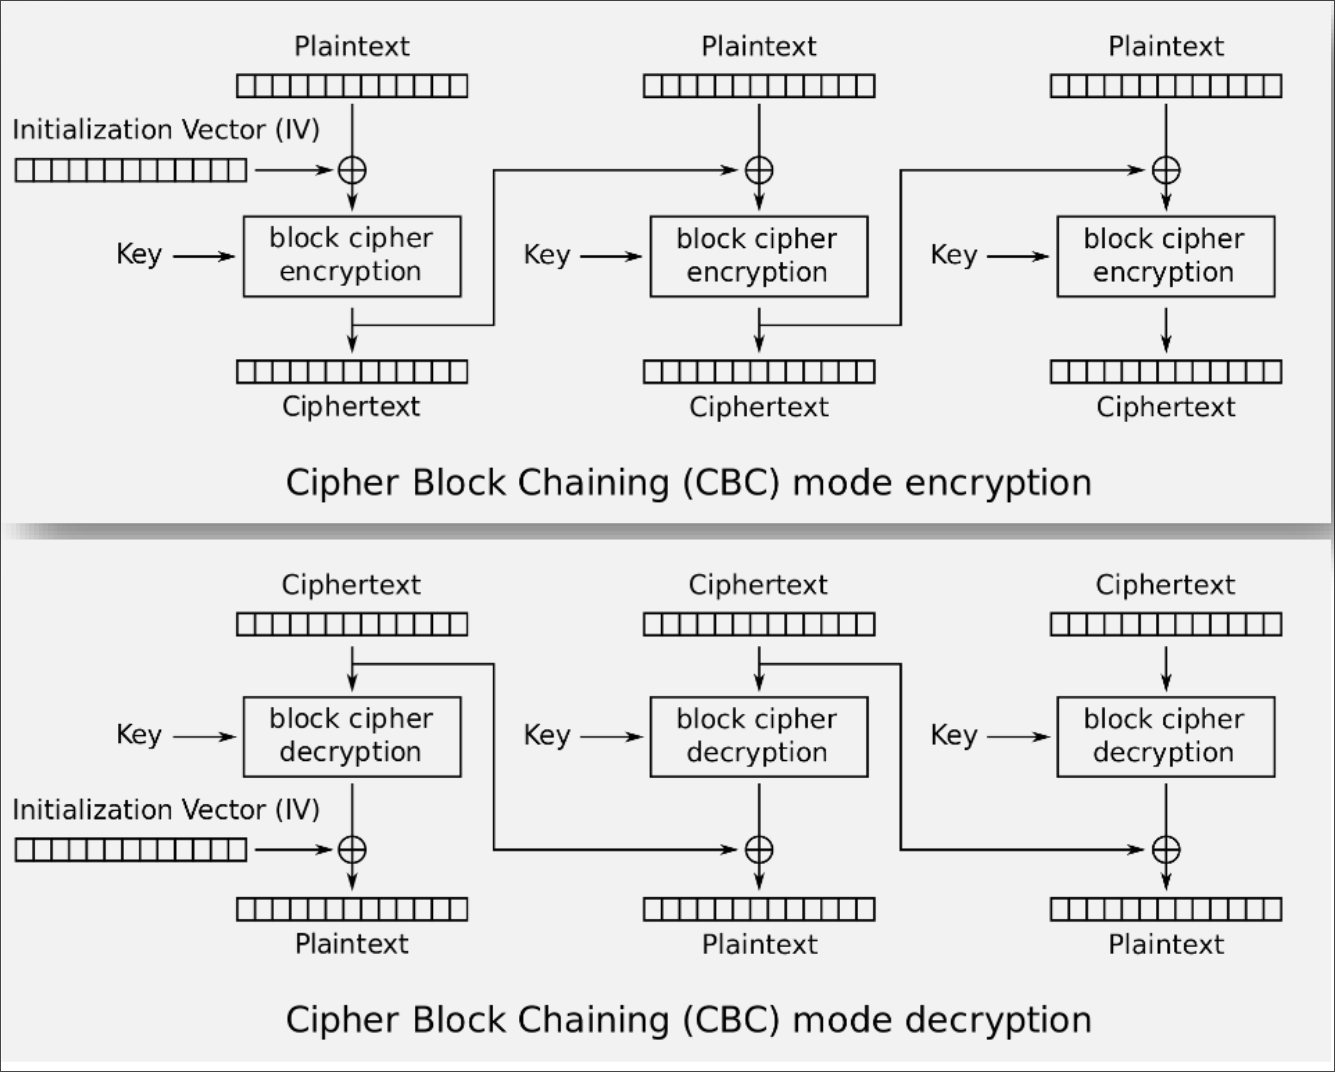 Plaintext
Plaintext
Plaintext
Initialization Vector (IV)
Key
block cipher
encryption
Key
block cipher
encryption
Key
block cipher
encryption
Ciphertext
Ciphertext
Ciphertext
Cipher Block Chaining (CBC) mode encryption
Ciphertext
Ciphertext
Ciphertext
Key
block cipher
decryption
Key
block cipher
decryption
Key
block cipher
decryption
Initialization Vector (IV)
Plaintext
Plaintext
Plaintext
Cipher Block Chaining (CBC) mode decryption